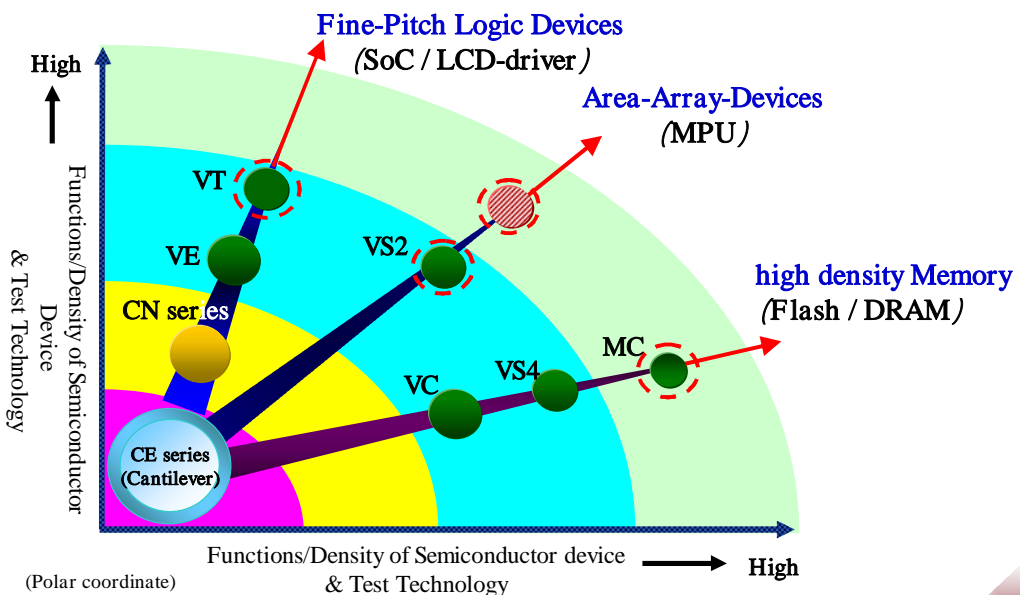 Fine-Pitch Logic Devices
(SoC / LCD-driver)
High
Area-Array-Devices
(MPU)
VT
VS2
VE
high density Memory
(Flash / DRAM)
CN series
MC
VS4
VC
Functions/Density of Semiconductor
Device
& Test Technology
CE series
(Cantilever)
Functions/Density of Semiconductor device
& Test Technology
High
(Polar coordinate)